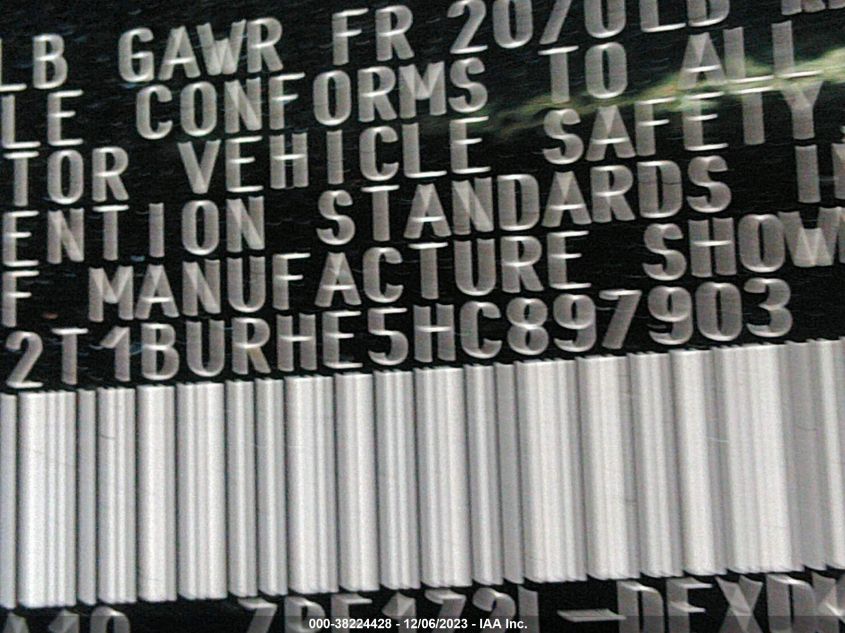 LB GAWR FR 2070LB
LE CONFORMS TO ALL
TOR VEHICLE SAFETY
ENTION STANDARDS IN
F MANUFACTURE SHOW
2T1BURHE5HC897903
000-38224428 - 12/06/2023 - IAA Inc.